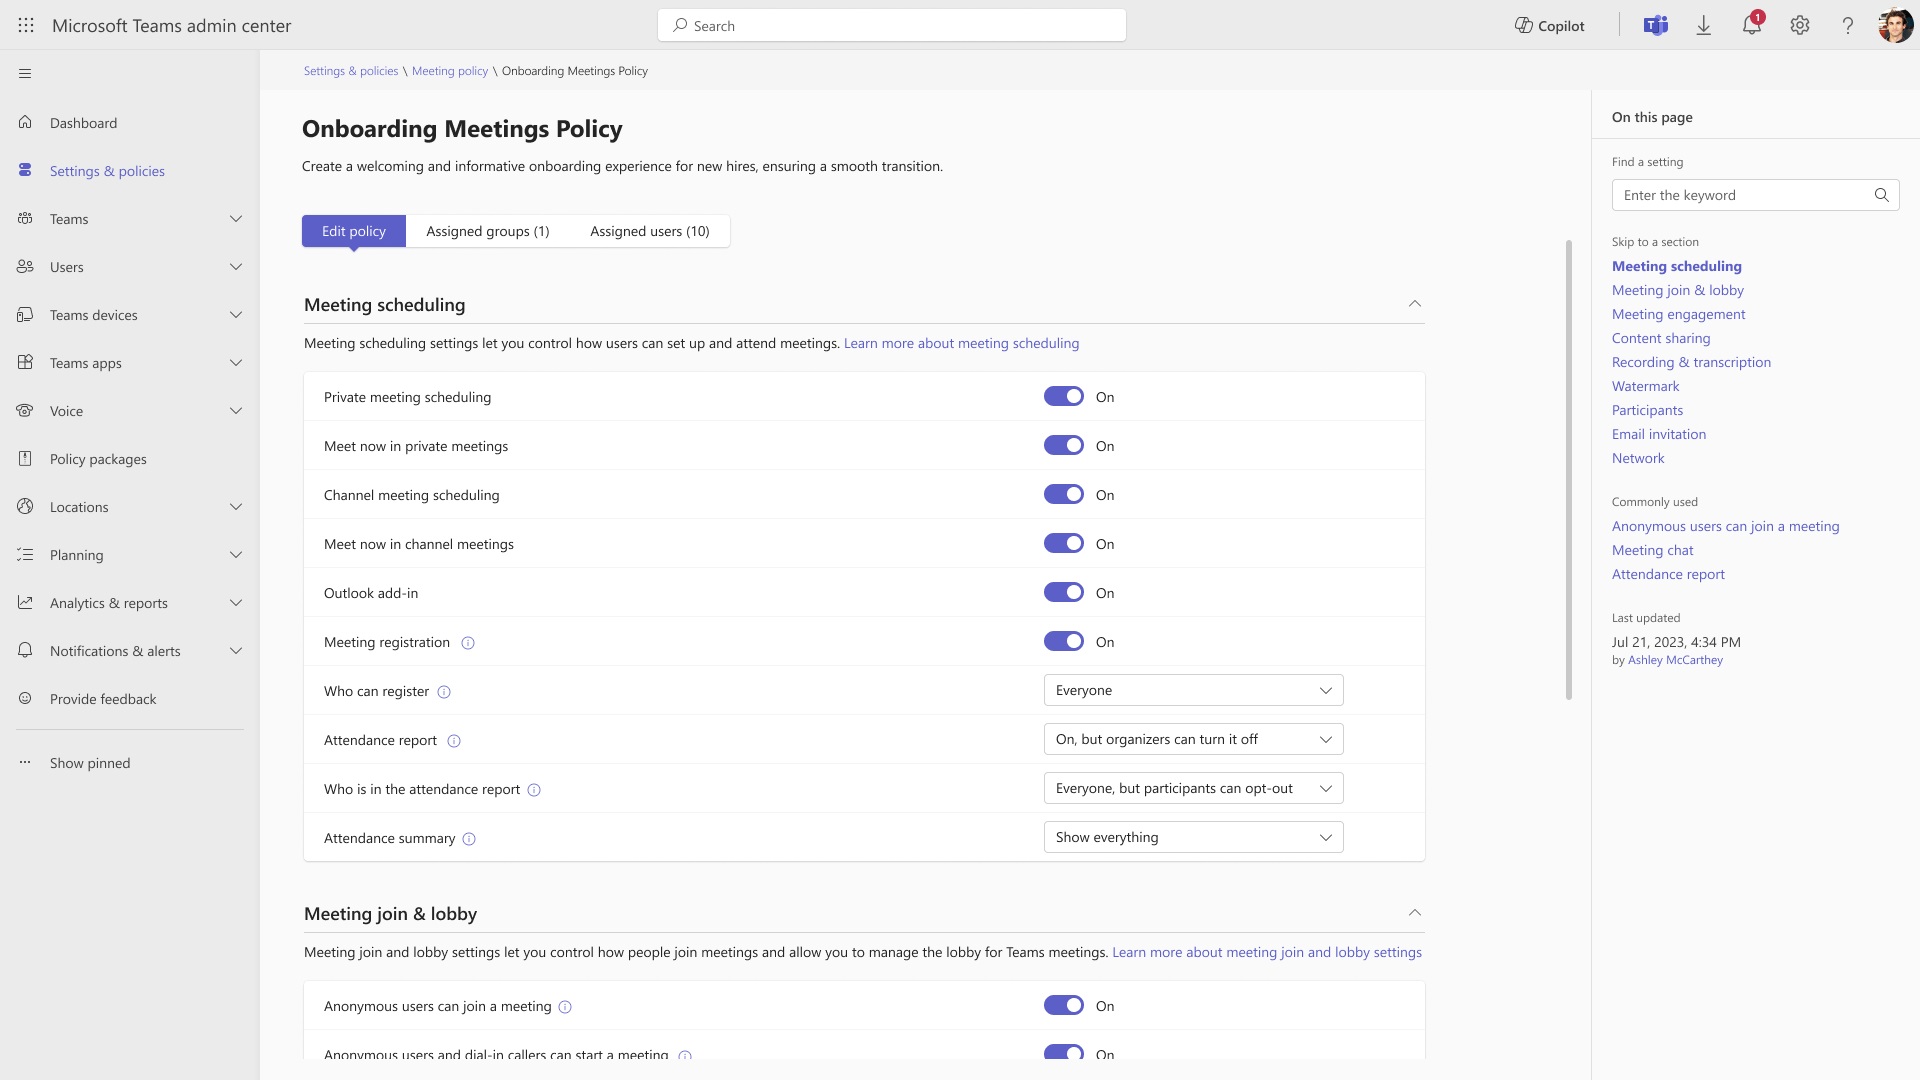 Microsoft Teams admin center
Search
Copilot
1
Settings & policies \ Meeting policy \ Onboarding Meetings Policy
Dashboard
Settings & policies
Teams
Users
Teams devices
Teams apps
Voice
Policy packages
Locations
Planning
Analytics & reports
Notifications & alerts
Provide feedback
Show pinned
Onboarding Meetings Policy
Create a welcoming and informative onboarding experience for new hires, ensuring a smooth transition.
Edit policy
Assigned groups (1)
Assigned users (10)
Meeting scheduling
Meeting scheduling settings let you control how users can set up and attend meetings. Learn more about meeting scheduling
Private meeting scheduling On
Meet now in private meetings On
Channel meeting scheduling On
Meet now in channel meetings On
Outlook add-in On
Meeting registration On
Who can register Everyone
Attendance report On, but organizers can turn it off
Who is in the attendance report Everyone, but participants can opt-out
Attendance summary Show everything
Meeting join & lobby
Meeting join and lobby settings let you control how people join meetings and allow you to manage the lobby for Teams meetings. Learn more about meeting join and lobby settings
Anonymous users can join a meeting On
Anonymous users and dial-in callers can start a meeting On
On this page
Find a setting
Enter the keyword
Skip to a section
Meeting scheduling
Meeting join & lobby
Meeting engagement
Content sharing
Recording & transcription
Watermark
Participants
Email invitation
Network
Commonly used
Anonymous users can join a meeting
Meeting chat
Attendance report
Last updated
Jul 21, 2023, 4:34 PM
by Ashley McCarthey